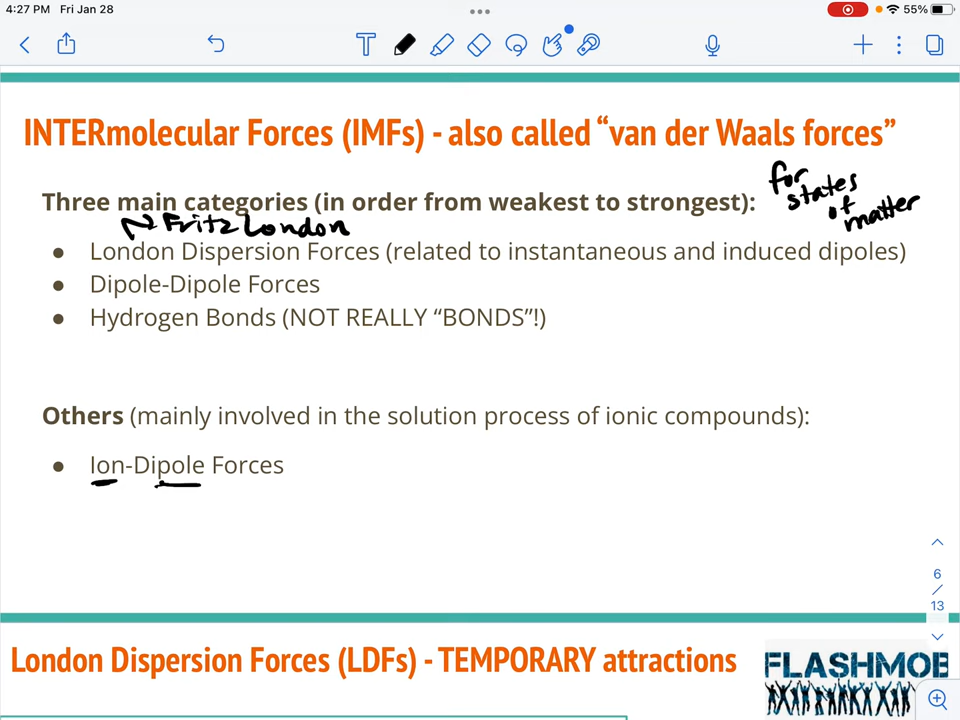 4:27 PM Fri Jan 28
55%
INTERmolecular Forces (IMFs) - also called “van der Waals forces”
for
states
of
matter
Three main categories (in order from weakest to strongest):
Fritz London
• London Dispersion Forces (related to instantaneous and induced dipoles)
• Dipole-Dipole Forces
• Hydrogen Bonds (NOT REALLY “BONDS”!)
Others (mainly involved in the solution process of ionic compounds):
• Ion-Dipole Forces
6
/
13
London Dispersion Forces (LDFs) - TEMPORARY attractions
FLASHMOB